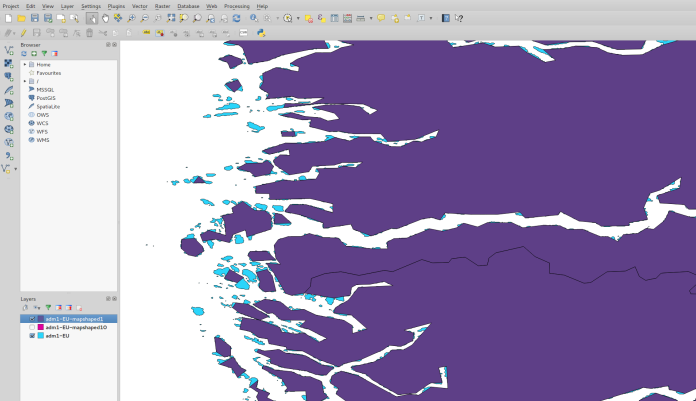 Project Edit View Layer Settings Plugins Vector Raster Database Web Processing Help
Browser
Home
Favourites
/
MSSQL
PostGIS
SpatiaLite
OWS
WCS
WFS
WMS
Layers
adm1-EU-mapshaped1
adm1-EU-mapshaped10
adm1-EU